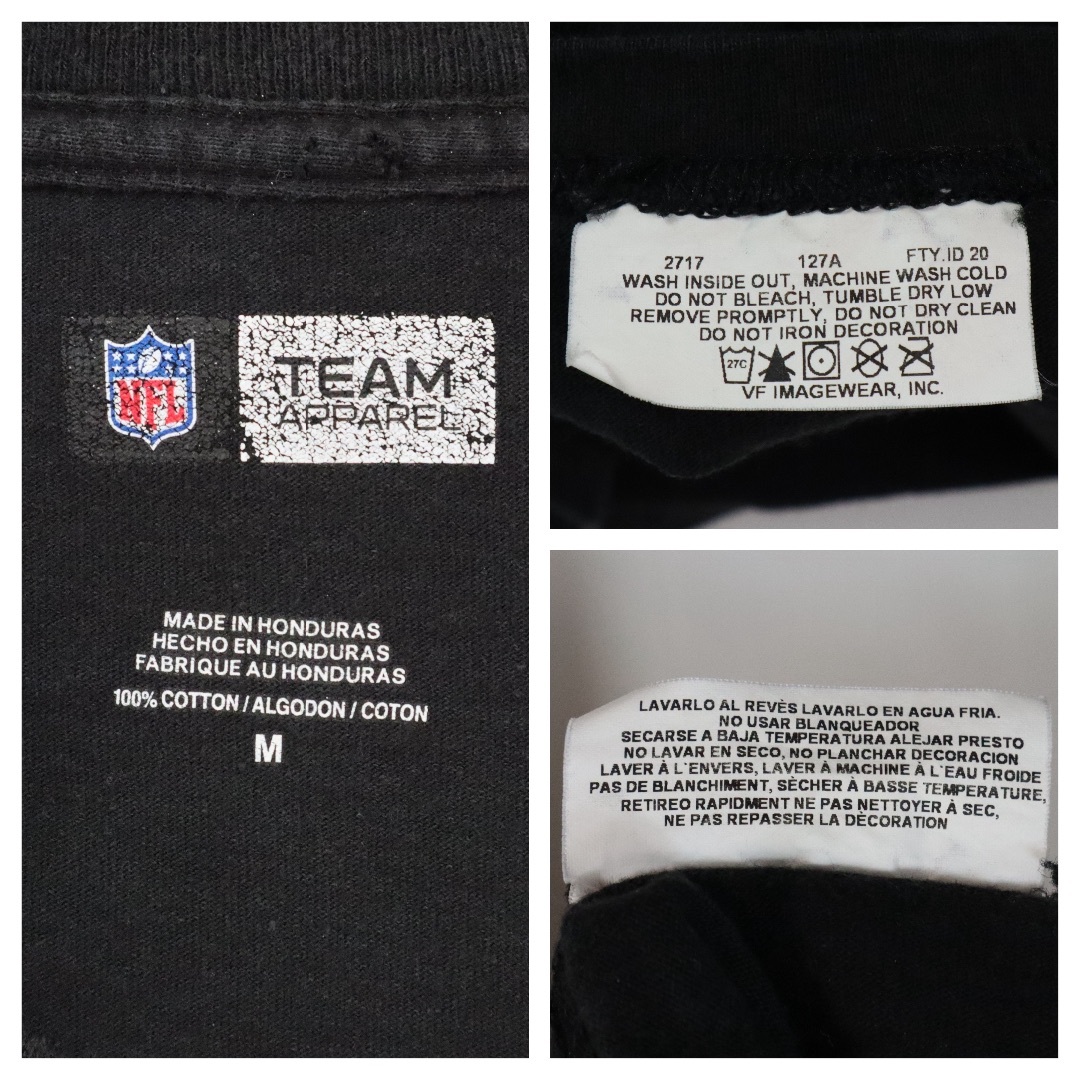 NFL
TEAM
APPAREL
MADE IN HONDURAS
HECHO EN HONDURAS
FABRIQUE AU HONDURAS
100% COTTON / ALGODÓN / COTON
M
2717 127A FTY.ID 20
WASH INSIDE OUT, MACHINE WASH COLD
DO NOT BLEACH, TUMBLE DRY LOW
REMOVE PROMPTLY, DO NOT DRY CLEAN
DO NOT IRON DECORATION
27C
VF IMAGEWEAR, INC.
LAVARLO AL REVÈS LAVARLO EN AGUA FRIA.
NO USAR BLANQUEADOR
SECARSE A BAJA TEMPERATURA ALEJAR PRESTO
NO LAVAR EN SECO, NO PLANCHAR DECORACION
LAVER À L`ENVERS, LAVER À MACHINE À L`EAU FROIDE
PAS DE BLANCHIMENT, SÈCHER À BASSE TEMPERATURE,
RETIREO RAPIDMENT NE PAS NETTOYER À SEC,
NE PAS REPASSER LA DÈCORATION